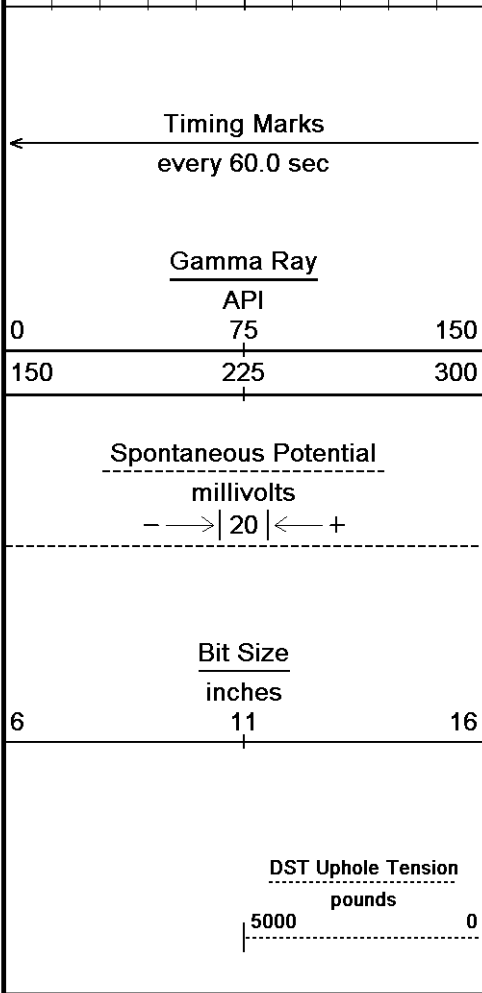 Timing Marks
every 60.0 sec
Gamma Ray
API
0 75 150
150 225 300
Spontaneous Potential
millivolts
− 20 +
Bit Size
inches
6 11 16
DST Uphole Tension
pounds
5000 0